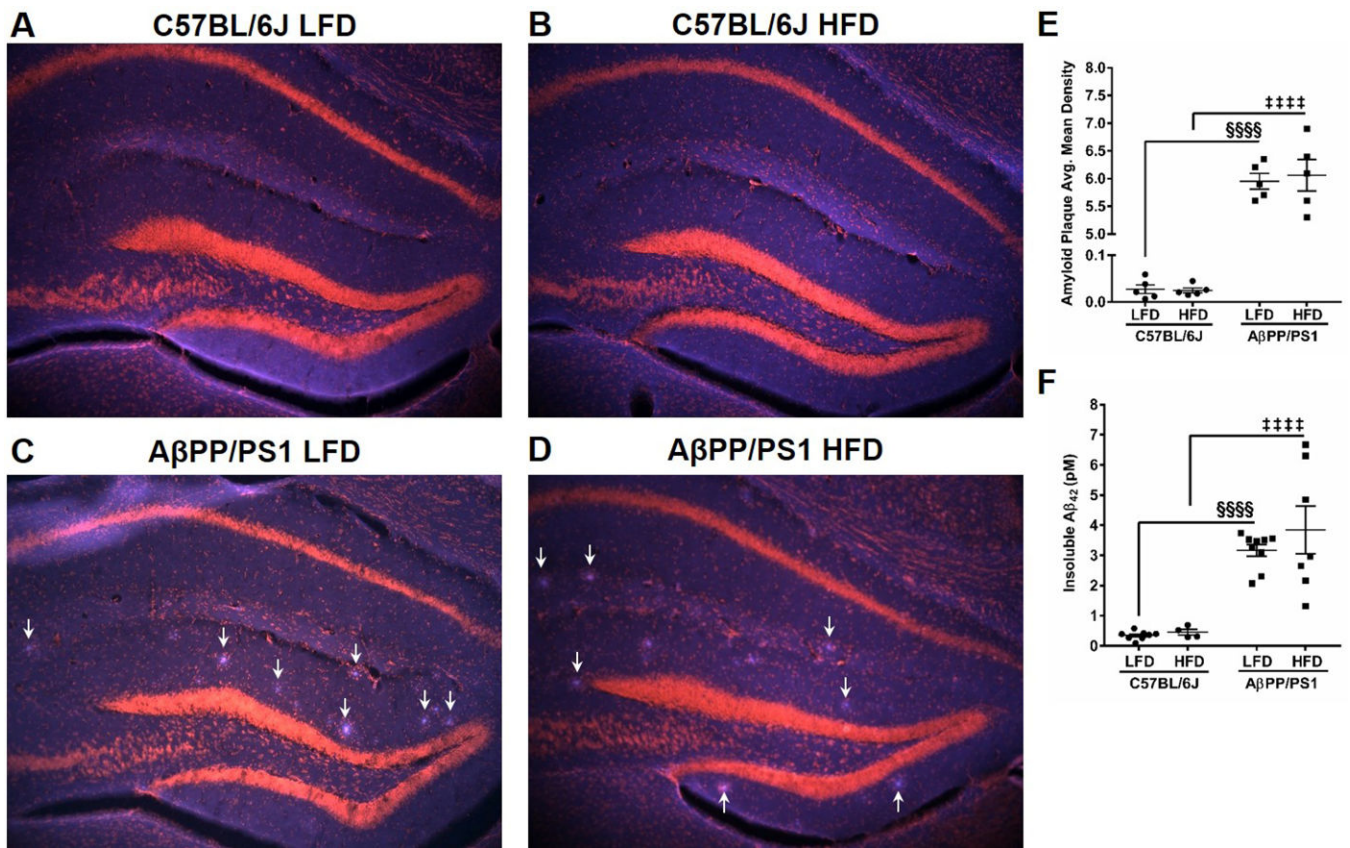 A C57BL/6J LFD
B C57BL/6J HFD
C AβPP/PS1 LFD
D AβPP/PS1 HFD
E
Amyloid Plaque Avg. Mean Density
8.0
7.5
7.0
6.5
6.0
5.5
5.0
0.1
0.0
§§§§
‡‡‡‡
LFD HFD LFD HFD
C57BL/6J AβPP/PS1
F
Insoluble Aβ₄₂ (pM)
8
7
6
5
4
3
2
1
0
§§§§
‡‡‡‡
LFD HFD LFD HFD
C57BL/6J AβPP/PS1